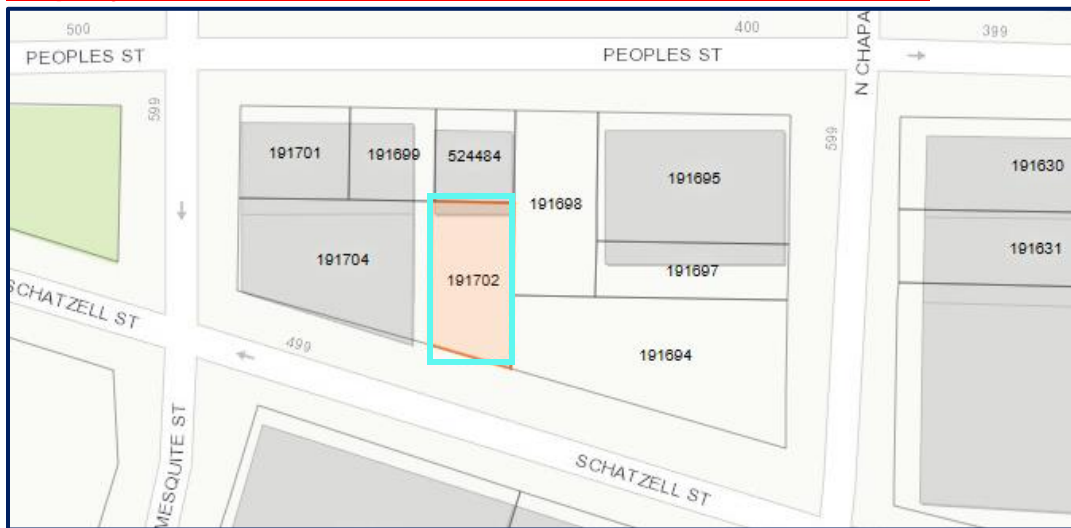 500
400
399
PEOPLES ST
PEOPLES ST
N CHAPA
599
599
191701
191699
524484
191695
191630
191698
191704
191702
191697
191631
SCHATZELL ST
499
191694
MESQUITE ST
SCHATZELL ST